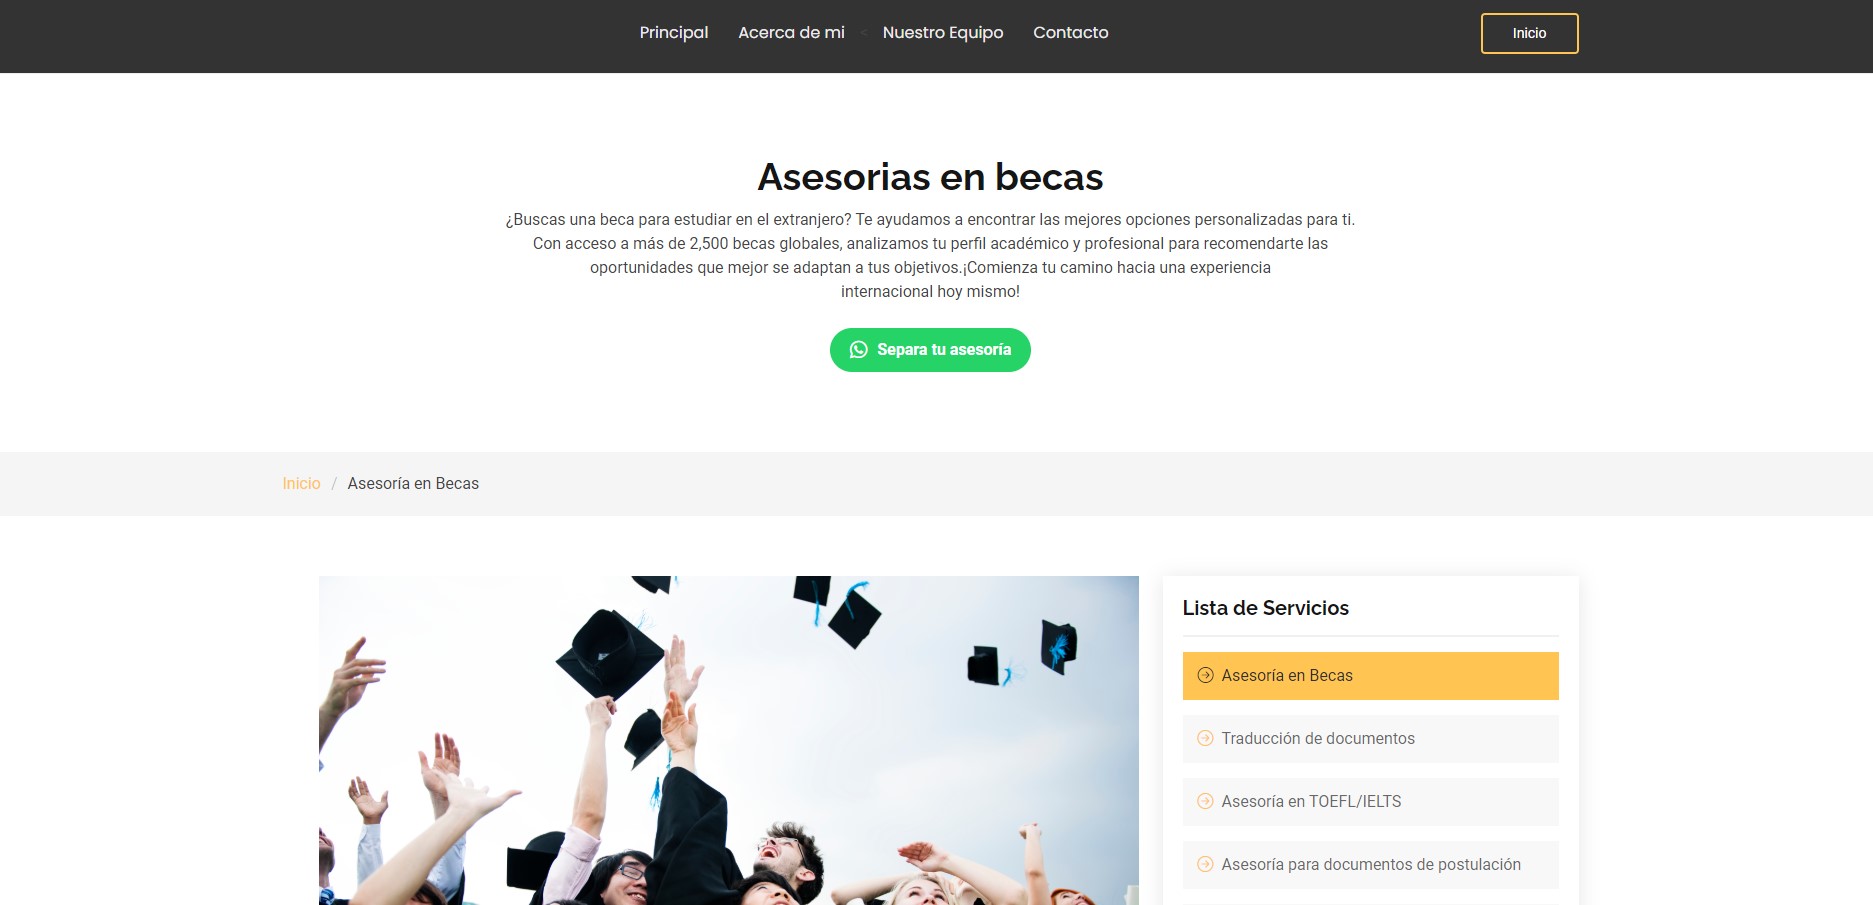 Principal Acerca de mi < Nuestro Equipo Contacto Inicio
Asesorias en becas
¿Buscas una beca para estudiar en el extranjero? Te ayudamos a encontrar las mejores opciones personalizadas para ti.
Con acceso a más de 2,500 becas globales, analizamos tu perfil académico y profesional para recomendarte las
oportunidades que mejor se adaptan a tus objetivos.¡Comienza tu camino hacia una experiencia
internacional hoy mismo!
Separa tu asesoría
Inicio / Asesoría en Becas
Lista de Servicios
Asesoría en Becas
Traducción de documentos
Asesoría en TOEFL/IELTS
Asesoría para documentos de postulación